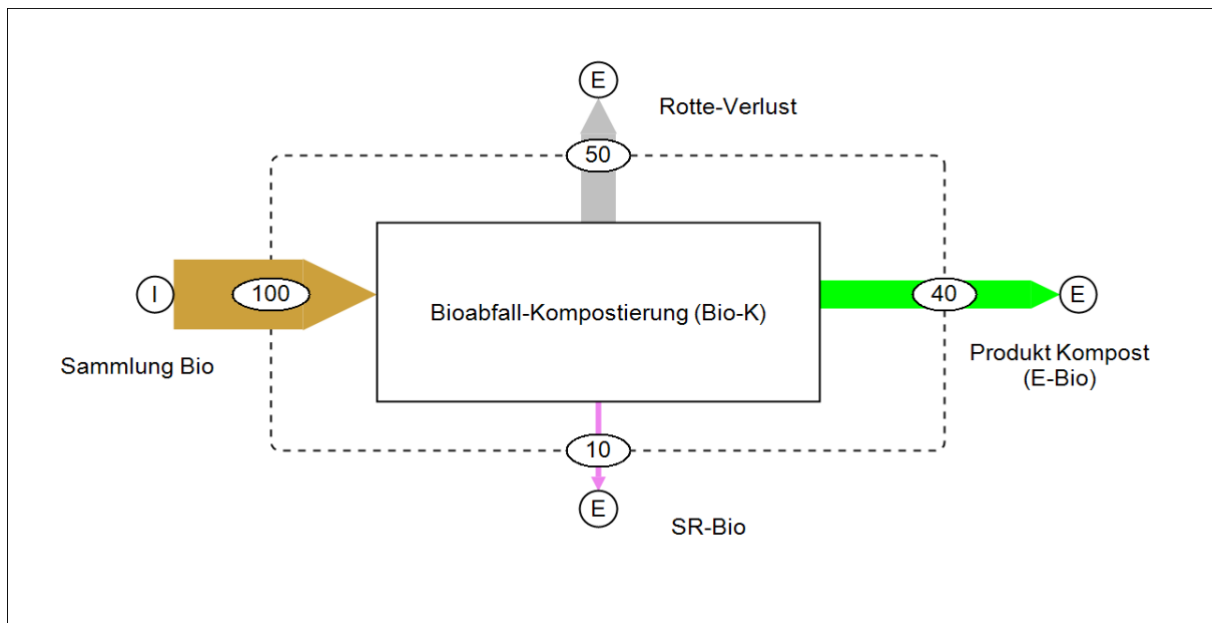 E
Rotte-Verlust
50
I
100
Bioabfall-Kompostierung (Bio-K)
40
E
Sammlung Bio
Produkt Kompost
(E-Bio)
10
E
SR-Bio